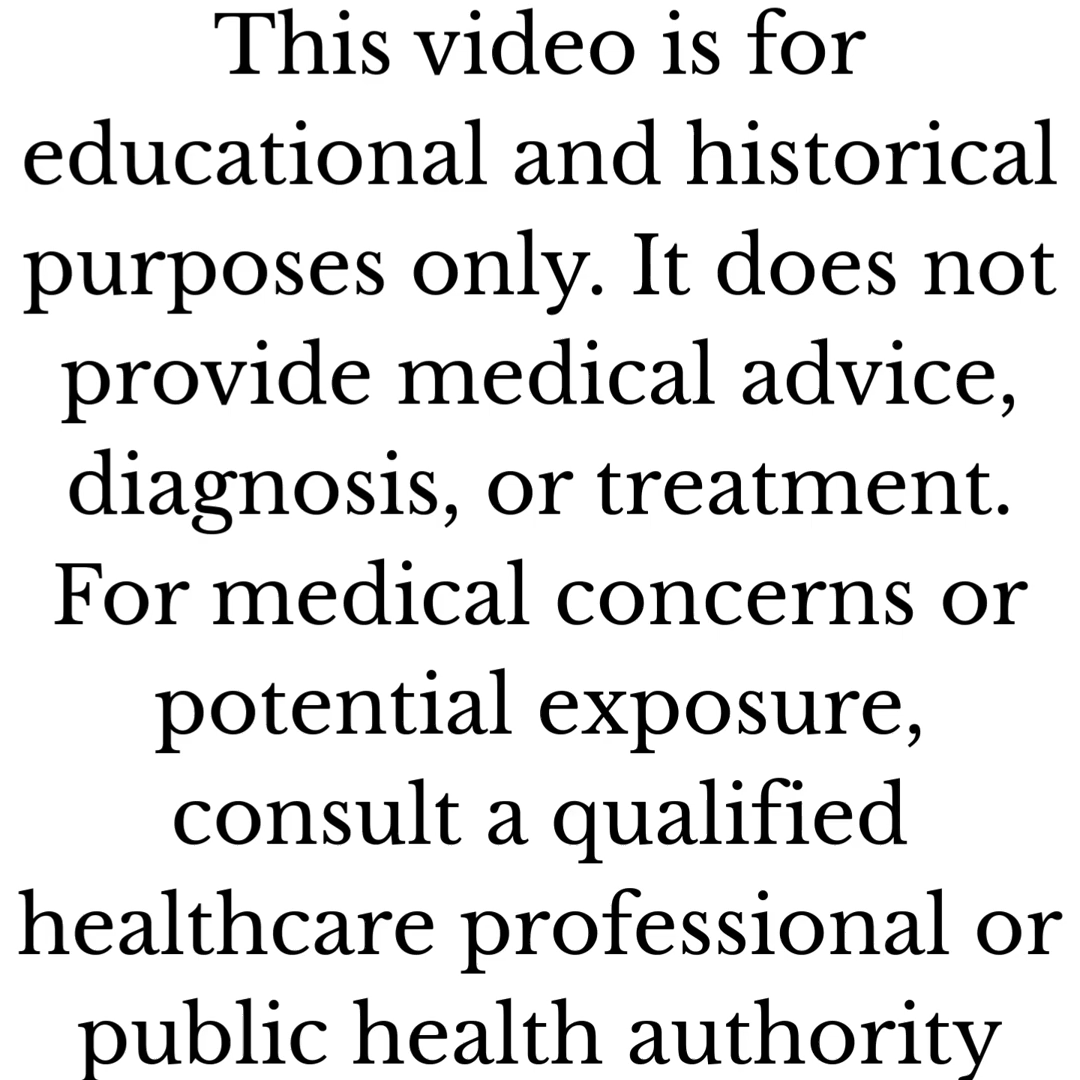 This video is for
educational and historical
purposes only. It does not
provide medical advice,
diagnosis, or treatment.
For medical concerns or
potential exposure,
consult a qualified
healthcare professional or
public health authority